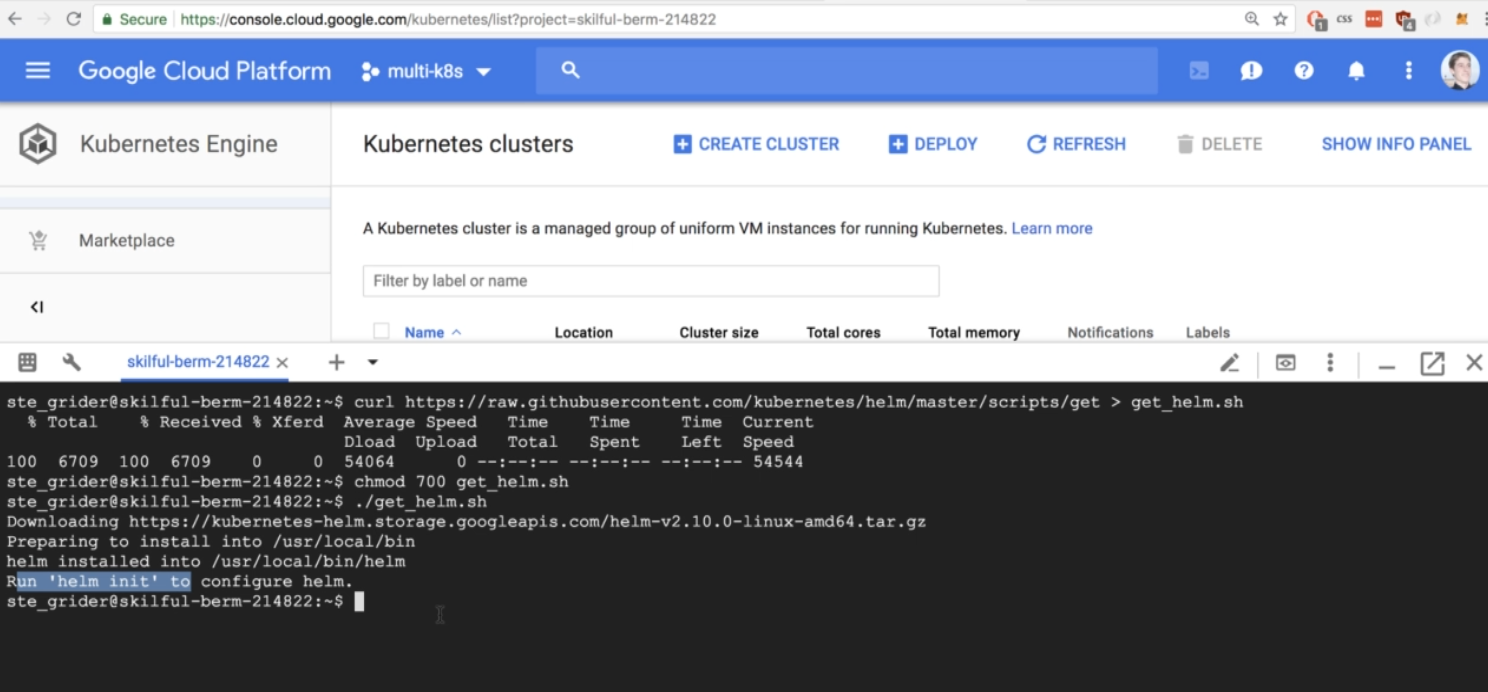 Secure https://console.cloud.google.com/kubernetes/list?project=skilful-berm-214822
1 CSS 4
Google Cloud Platform multi-k8s
Kubernetes Engine
Kubernetes clusters CREATE CLUSTER DEPLOY REFRESH DELETE SHOW INFO PANEL
Marketplace
A Kubernetes cluster is a managed group of uniform VM instances for running Kubernetes. Learn more
Filter by label or name
Name Location Cluster size Total cores Total memory Notifications Labels
skilful-berm-214822
ste_grider@skilful-berm-214822:~$ curl https://raw.githubusercontent.com/kubernetes/helm/master/scripts/get > get_helm.sh
% Total % Received % Xferd Average Speed Time Time Time Current
Dload Upload Total Spent Left Speed
100 6709 100 6709 0 0 54064 0 --:--:-- --:--:-- --:--:-- 54544
ste_grider@skilful-berm-214822:~$ chmod 700 get_helm.sh
ste_grider@skilful-berm-214822:~$ ./get_helm.sh
Downloading https://kubernetes-helm.storage.googleapis.com/helm-v2.10.0-linux-amd64.tar.gz
Preparing to install into /usr/local/bin
helm installed into /usr/local/bin/helm
Run 'helm init' to configure helm.
ste_grider@skilful-berm-214822:~$